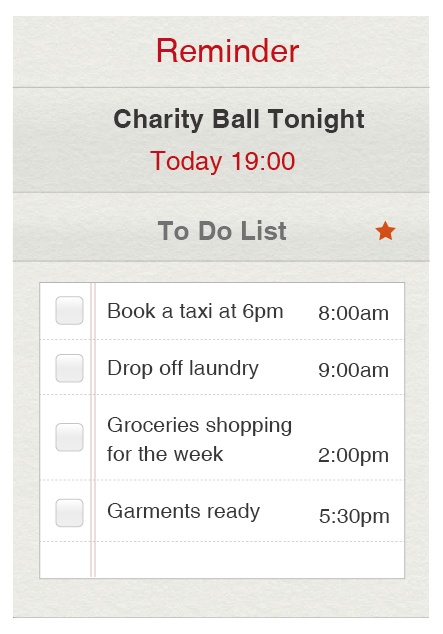 Reminder
Charity Ball Tonight
Today 19:00
To Do List
Book a taxi at 6pm 8:00am
Drop off laundry 9:00am
Groceries shopping
for the week 2:00pm
Garments ready 5:30pm